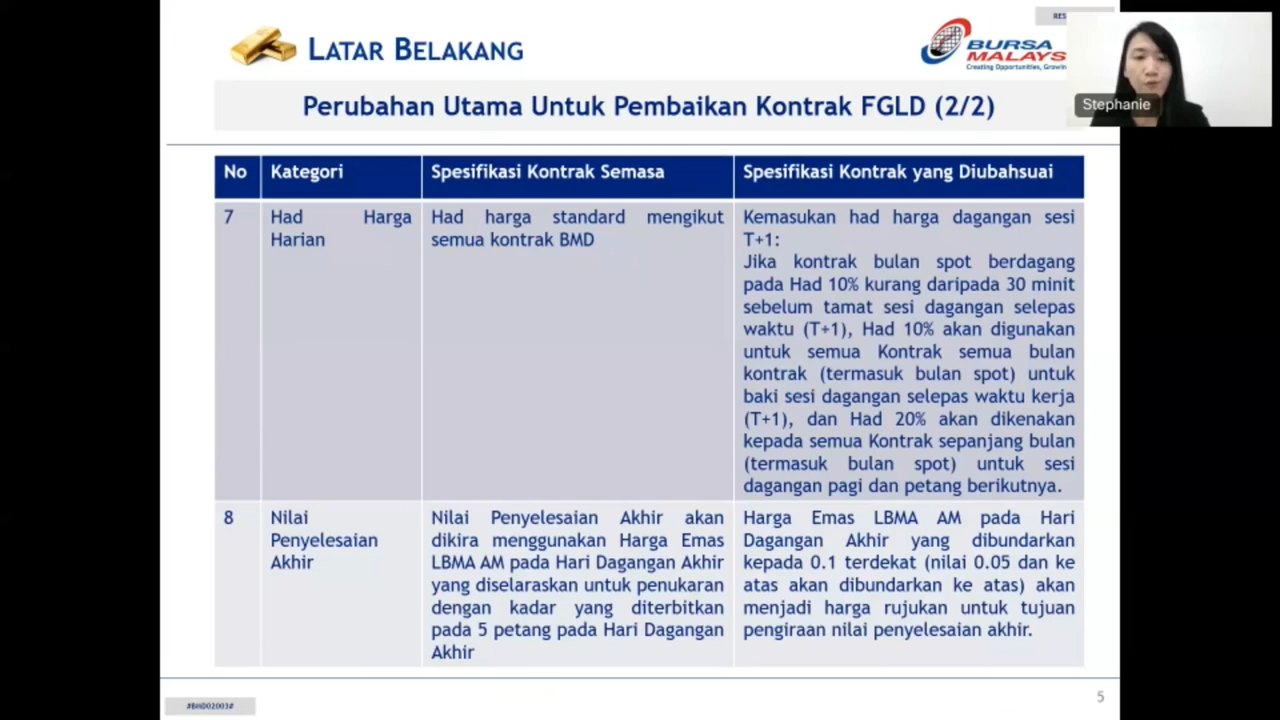 RES
LATAR BELAKANG
BURSA
MALAYS
Creating Opportunities, Growin
Stephanie
Perubahan Utama Untuk Pembaikan Kontrak FGLD (2/2)
No Kategori Spesifikasi Kontrak Semasa Spesifikasi Kontrak yang Diubahsuai
7
Had Harga
Harian
Had harga standard mengikut
semua kontrak BMD
Kemasukan had harga dagangan sesi
T+1:
Jika kontrak bulan spot berdagang
pada Had 10% kurang daripada 30 minit
sebelum tamat sesi dagangan selepas
waktu (T+1), Had 10% akan digunakan
untuk semua Kontrak semua bulan
kontrak (termasuk bulan spot) untuk
baki sesi dagangan selepas waktu kerja
(T+1), dan Had 20% akan dikenakan
kepada semua Kontrak sepanjang bulan
(termasuk bulan spot) untuk sesi
dagangan pagi dan petang berikutnya.
8
Nilai
Penyelesaian
Akhir
Nilai Penyelesaian Akhir akan
dikira menggunakan Harga Emas
LBMA AM pada Hari Dagangan Akhir
yang diselaraskan untuk penukaran
dengan kadar yang diterbitkan
pada 5 petang pada Hari Dagangan
Akhir
Harga Emas LBMA AM pada Hari
Dagangan Akhir yang dibundarkan
kepada 0.1 terdekat (nilai 0.05 dan ke
atas akan dibundarkan ke atas) akan
menjadi harga rujukan untuk tujuan
pengiraan nilai penyelesaian akhir.
5